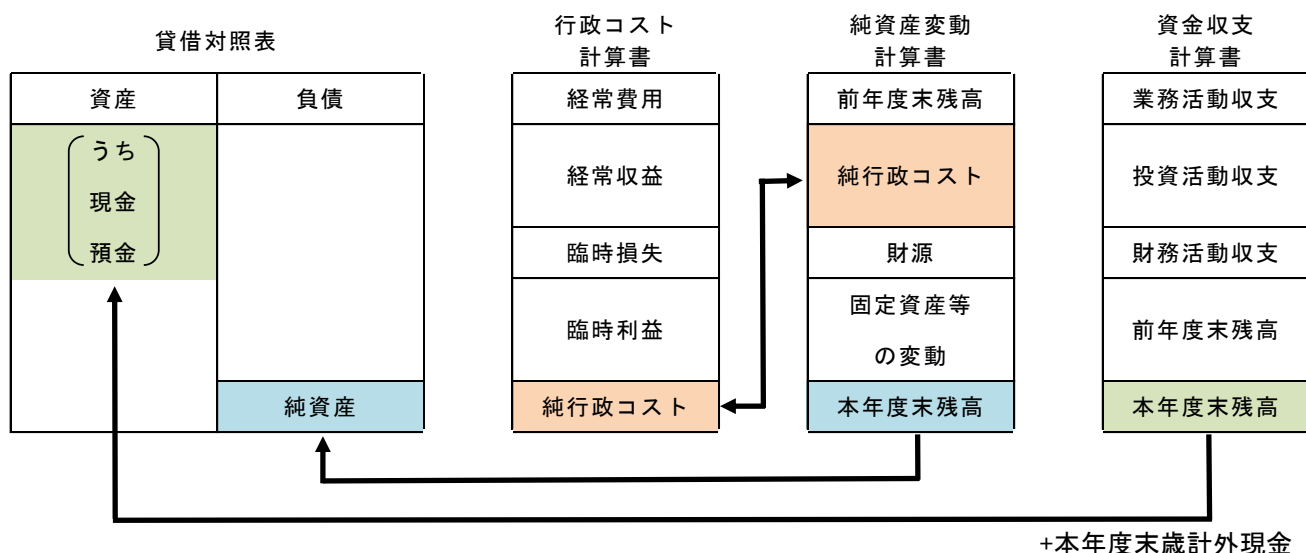 貸借対照表
資産
負債
うち
現金
預金
純資産
行政コスト
計算書
経常費用
経常収益
臨時損失
臨時利益
純行政コスト
純資産変動
計算書
前年度末残高
純行政コスト
財源
固定資産等
の変動
本年度末残高
資金収支
計算書
業務活動収支
投資活動収支
財務活動収支
前年度末残高
本年度末残高
+本年度末歳計外現金